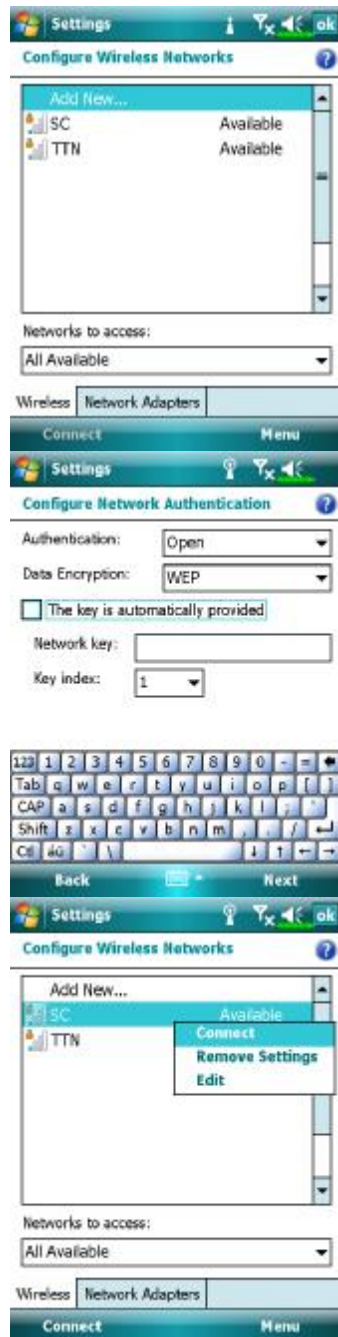 Settings ok
Configure Wireless Networks ?
Add New...
SC Available
TTN Available
Networks to access:
All Available
Wireless Network Adapters
Connect Menu
Settings
Configure Network Authentication ?
Authentication: Open
Data Encryption: WEP
The key is automatically provided
Network key:
Key index: 1
123 1 2 3 4 5 6 7 8 9 0 - =
Tab q w e r t y u i o p [ ]
CAP a s d f g h j k l ; '
Shift z x c v b n m , . /
Ctl áü ` \
Back Next
Settings ok
Configure Wireless Networks ?
Add New...
SC Available
Connect
TTN
Remove Settings
Edit
Networks to access:
All Available
Wireless Network Adapters
Connect Menu